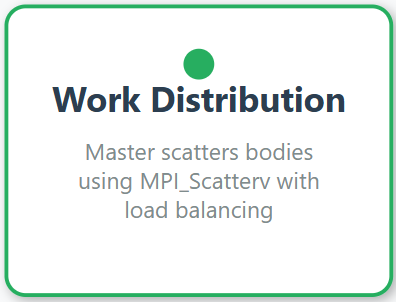 Work Distribution
Master scatters bodies
using MPI_Scatterv with
load balancing